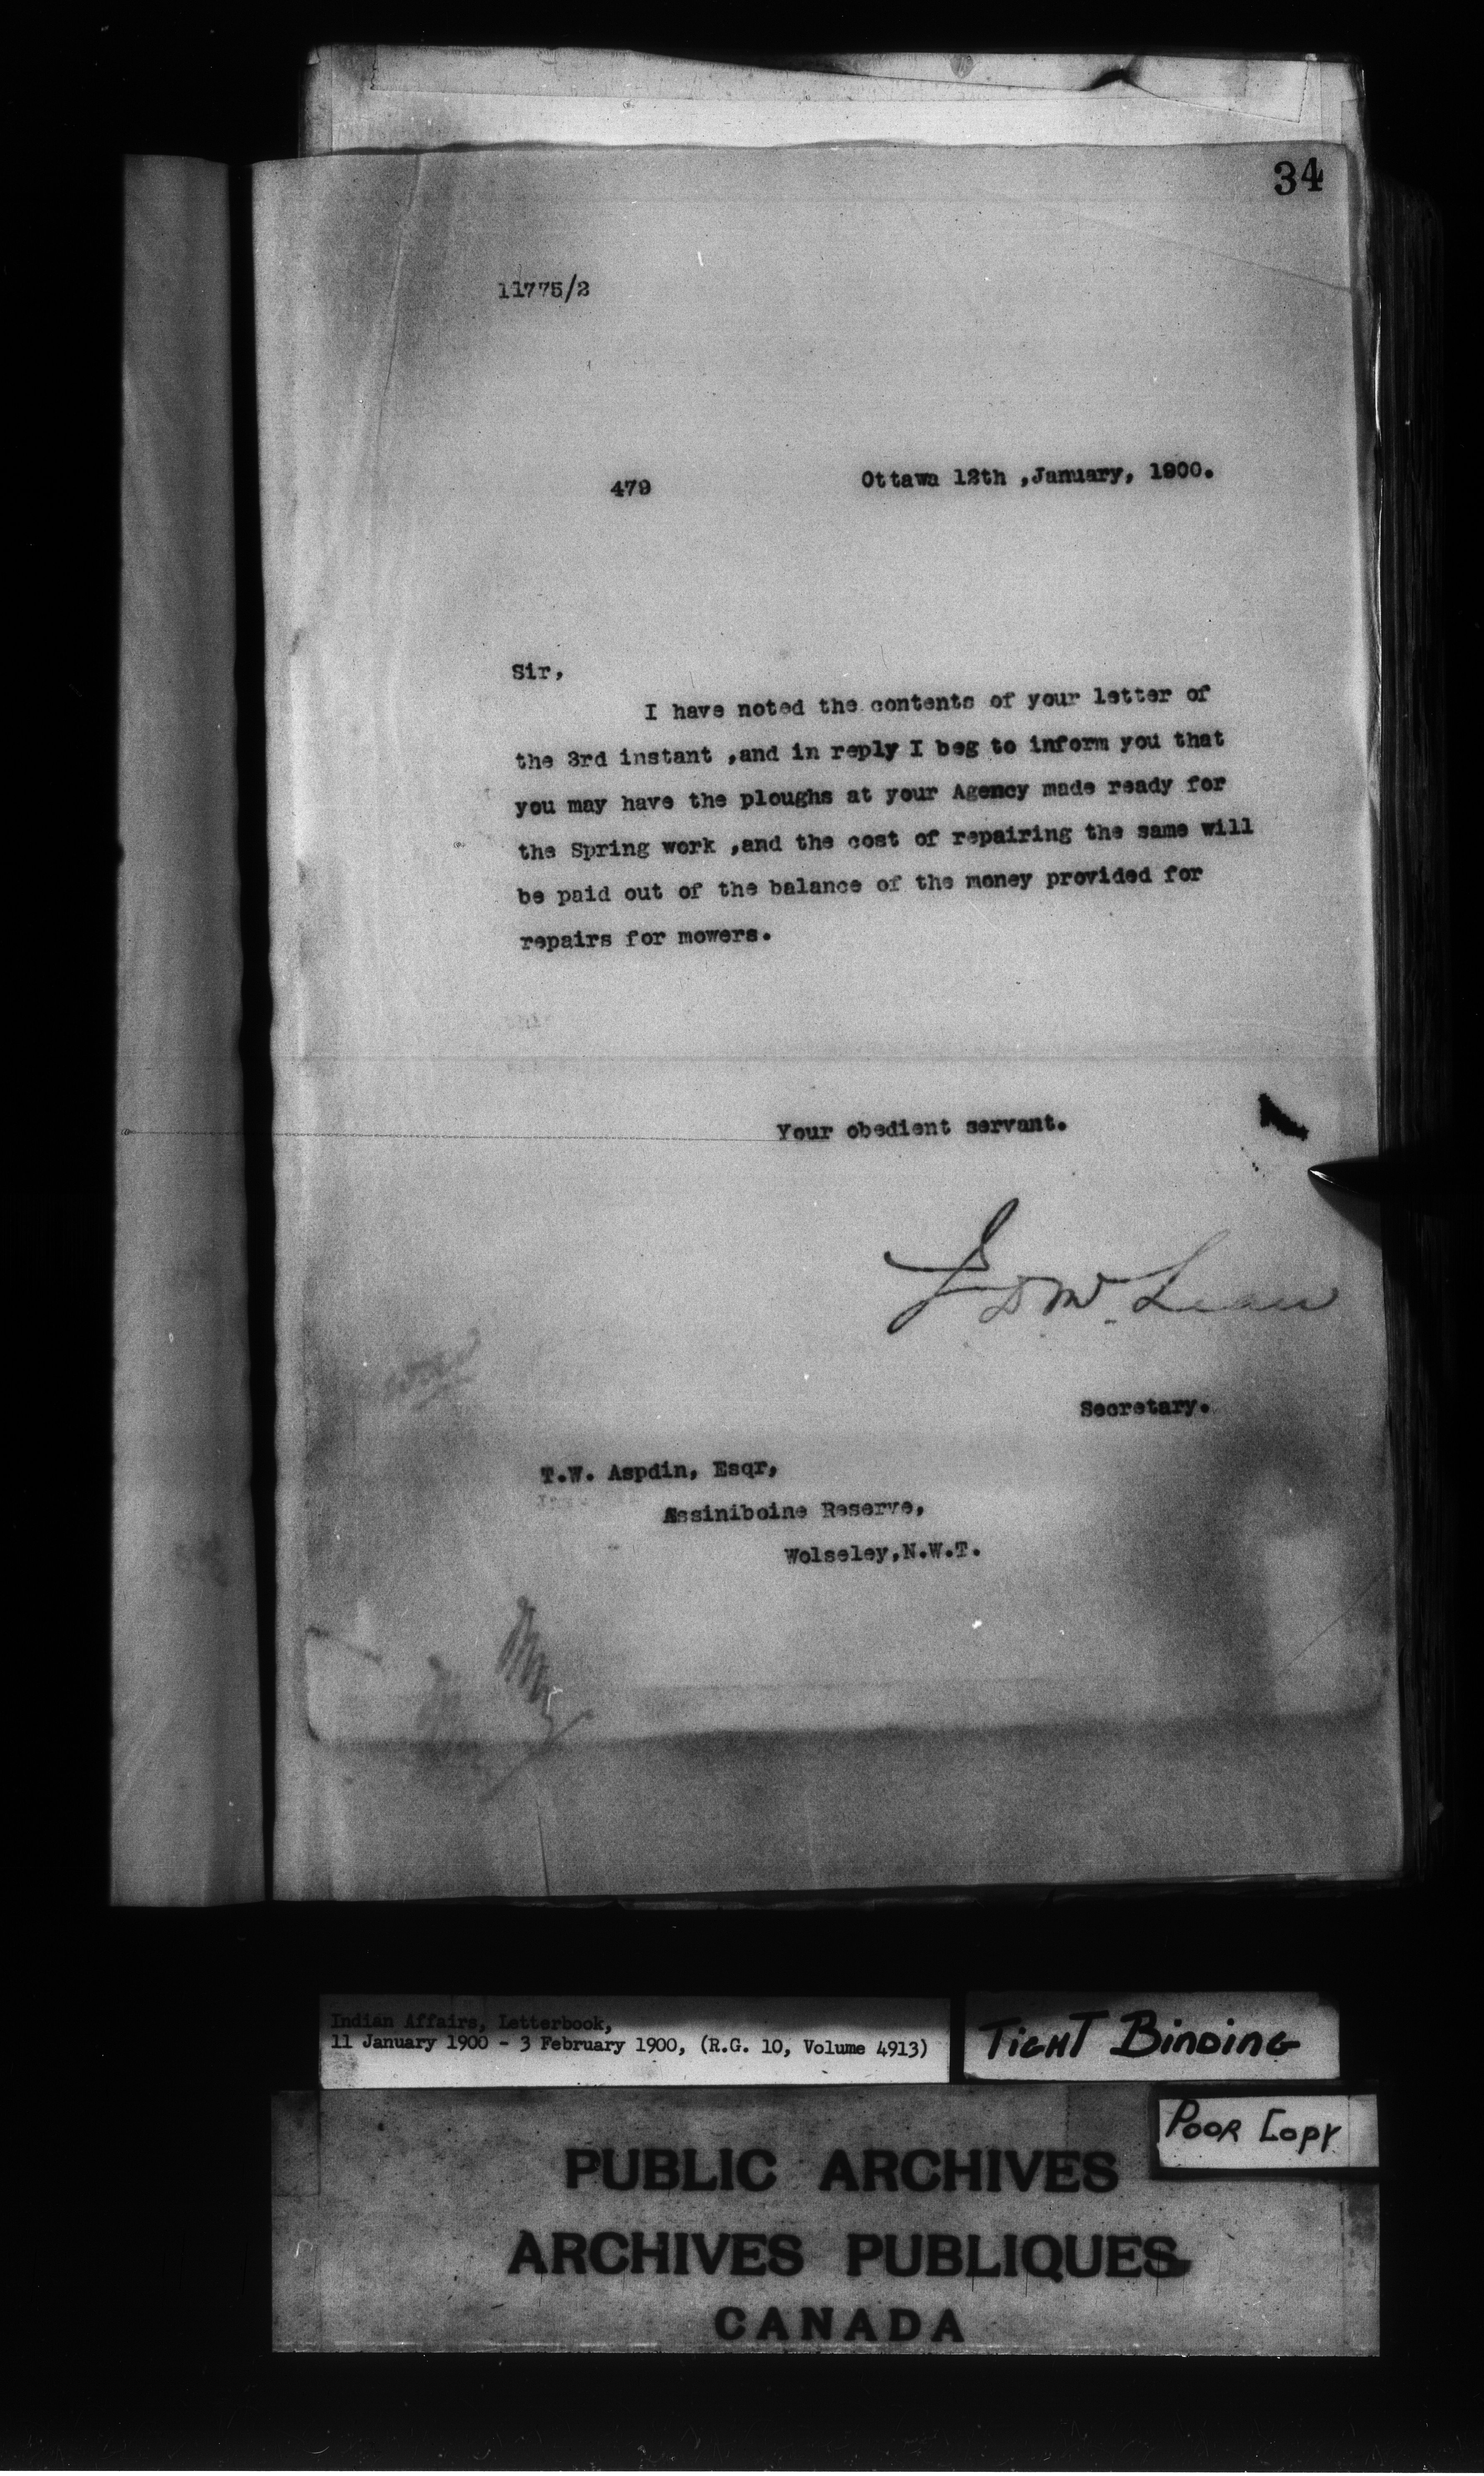 34
11775/2
479 Ottawa 12th ,January, 1900.
Sir,
I have noted the contents of your letter of
the 3rd instant ,and in reply I beg to inform you that
you may have the ploughs at your Agency made ready for
the Spring work ,and the cost of repairing the same will
be paid out of the balance of the money provided for
repairs for mowers.
Your obedient servant.
J D McLean
Secretary.
T.W. Aspdin, Esqr,
Assiniboine Reserve,
Wolseley,N.W.T.
Indian Affairs, Letterbook,
11 January 1900 - 3 February 1900, (R.G. 10, Volume 4913)
TIGHT BINDING
POOR COPY
PUBLIC ARCHIVES
ARCHIVES PUBLIQUES
CANADA